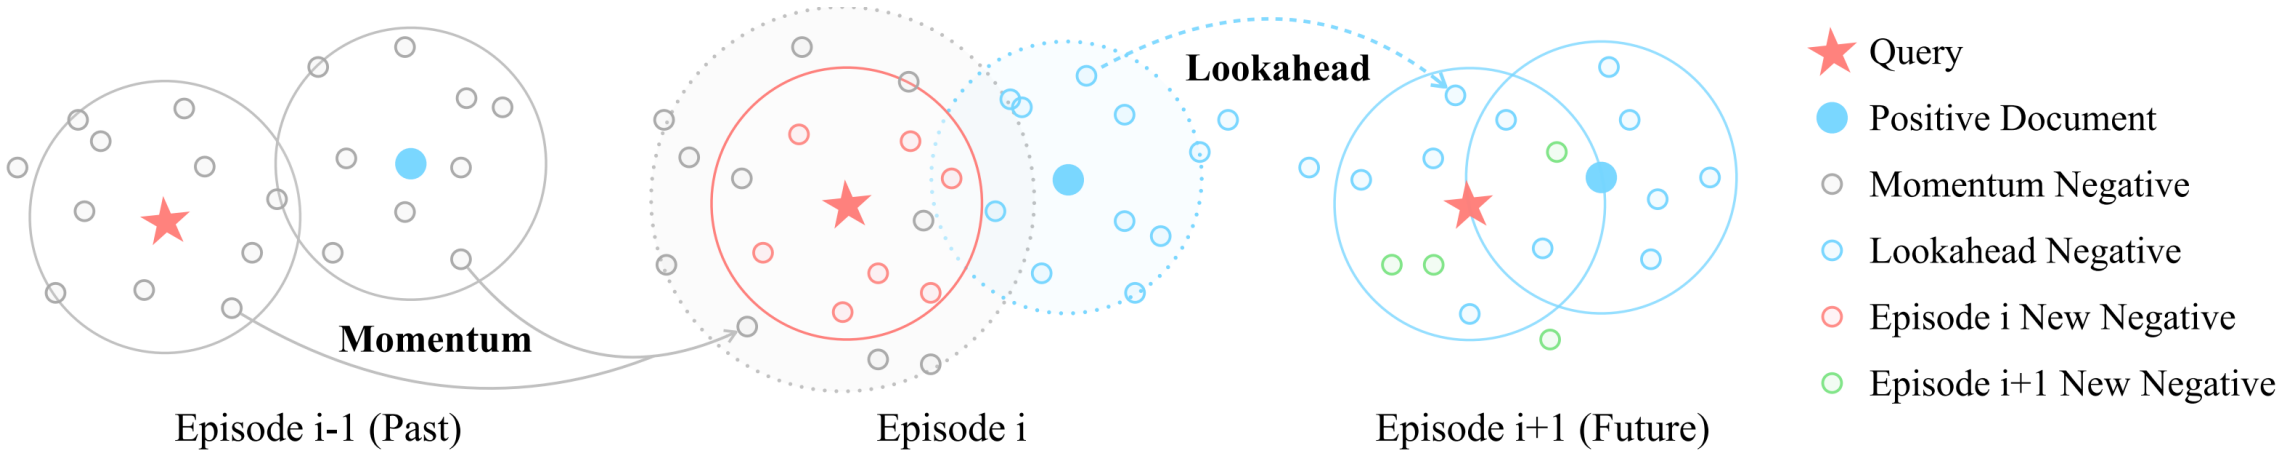 Lookahead
Momentum
Episode i-1 (Past)
Episode i
Episode i+1 (Future)
Query
Positive Document
Momentum Negative
Lookahead Negative
Episode i New Negative
Episode i+1 New Negative